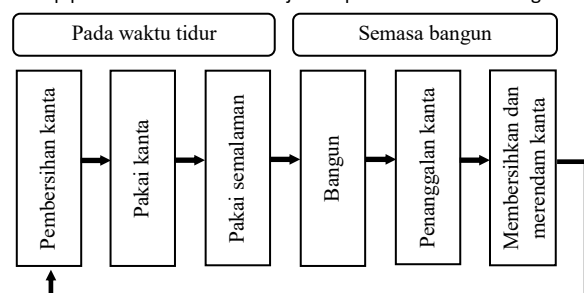 Pada waktu tidur
Semasa bangun
Pembersihan kanta
Pakai kanta
Pakai semalaman
Bangun
Penanggalan kanta
Membersihkan dan
merendam kanta